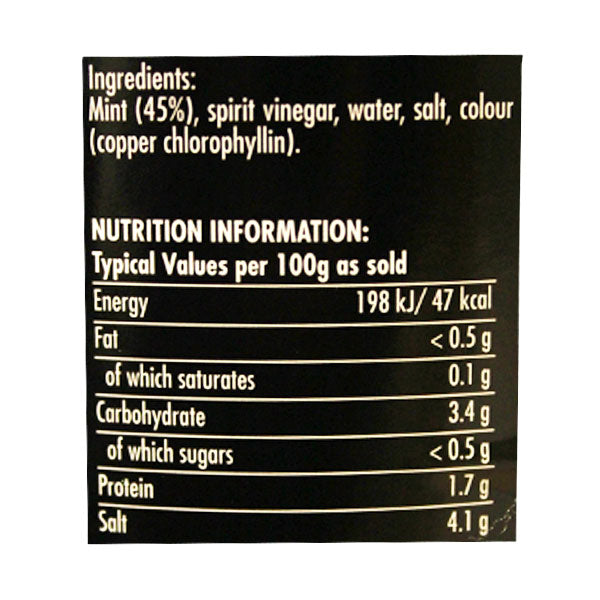 Ingredients:
Mint (45%), spirit vinegar, water, salt, colour
(copper chlorophyllin).
NUTRITION INFORMATION:
Typical Values per 100g as sold
Energy 198 kJ/ 47 kcal
Fat < 0.5 g
of which saturates 0.1 g
Carbohydrate 3.4 g
of which sugars < 0.5 g
Protein 1.7 g
Salt 4.1 g